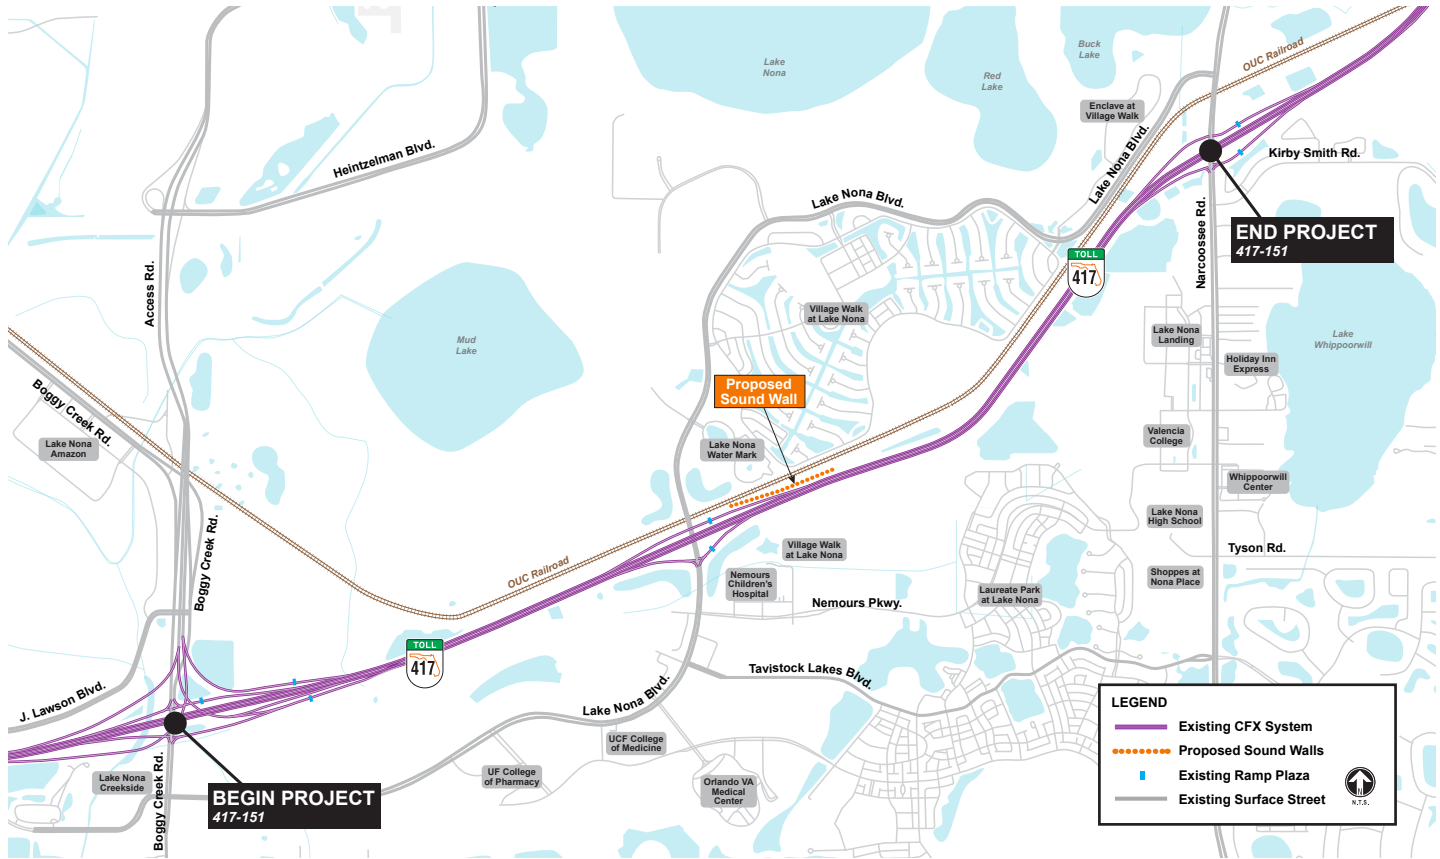 Lake
Nona
Buck
Lake
Red
Lake
OUC Railroad
Enclave at
Village Walk
Heintzelman Blvd.
Lake Nona Blvd.
Lake Nona Blvd.
Kirby Smith Rd.
END PROJECT
417-151
Narcoossee Rd.
Access Rd.
TOLL
417
Village Walk
at Lake Nona
Mud
Lake
Lake Nona
Landing
Lake
Whippoorwill
Holiday Inn
Express
Proposed
Sound Wall
Boggy Creek Rd.
Lake Nona
Amazon
Lake Nona
Water Mark
Valencia
College
Whippoorwill
Center
Lake Nona
High School
Boggy Creek Rd.
OUC Railroad
Village Walk
at Lake Nona
Tyson Rd.
Nemours
Children's
Hospital
Shoppes at
Nona Place
Laureate Park
at Lake Nona
Nemours Pkwy.
TOLL
417
Tavistock Lakes Blvd.
J. Lawson Blvd.
Lake Nona Blvd.
UCF College
of Medicine
UF College
of Pharmacy
Orlando VA
Medical
Center
Lake Nona
Creekside
Boggy Creek Rd.
BEGIN PROJECT
417-151
LEGEND
Existing CFX System
Proposed Sound Walls
Existing Ramp Plaza
Existing Surface Street
N
N.T.S.